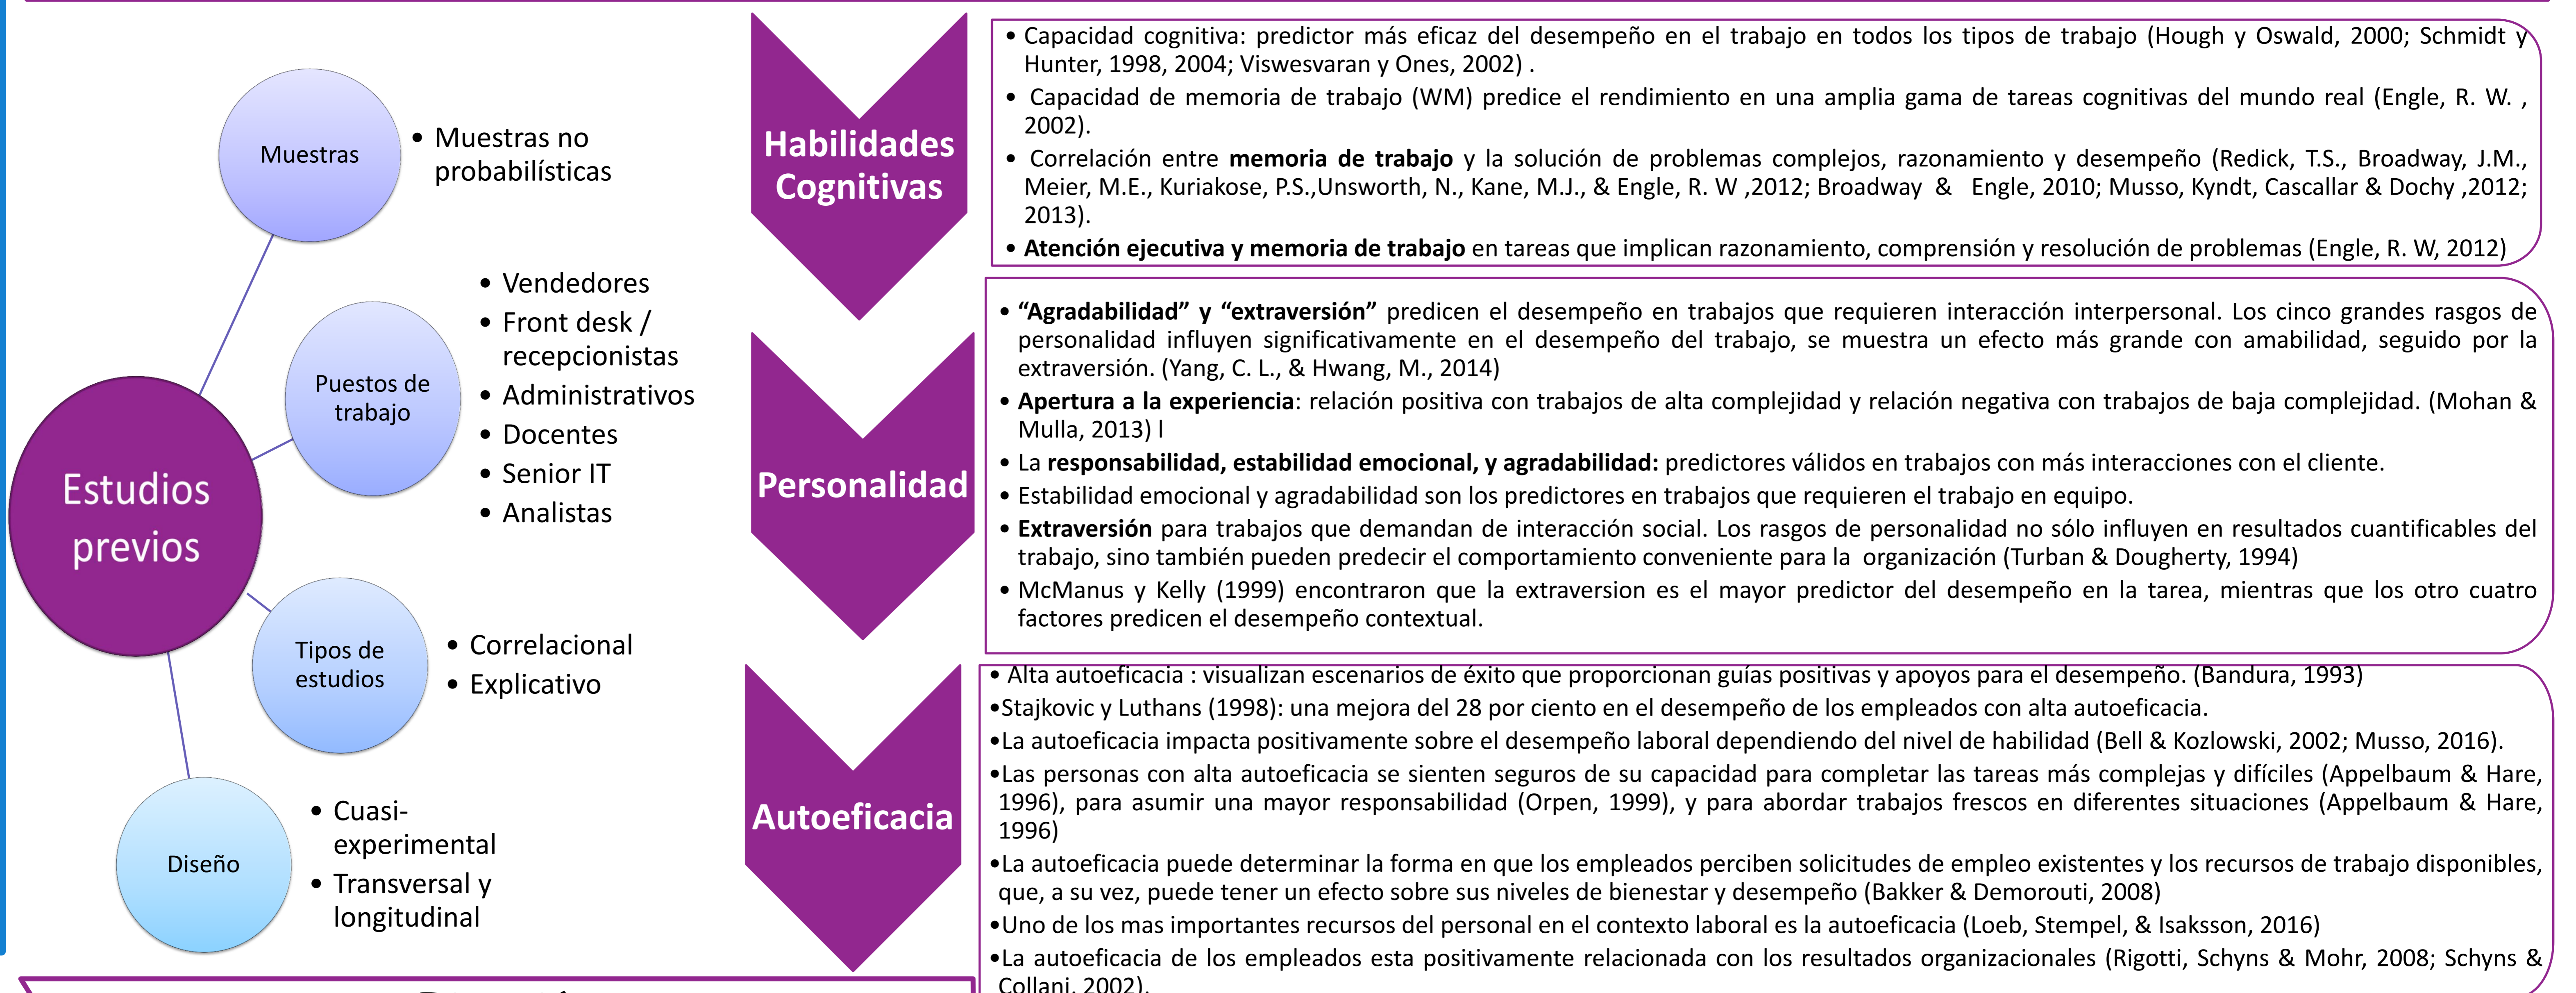 Estudios
previos
Muestras
• Muestras no
probabilísticas
Puestos de
trabajo
• Vendedores
• Front desk /
recepcionistas
• Administrativos
• Docentes
• Senior IT
• Analistas
Tipos de
estudios
• Correlacional
• Explicativo
Diseño
• Cuasi-
experimental
• Transversal y
longitudinal
Habilidades
Cognitivas
• Capacidad cognitiva: predictor más eficaz del desempeño en el trabajo en todos los tipos de trabajo (Hough y Oswald, 2000; Schmidt y
Hunter, 1998, 2004; Viswesvaran y Ones, 2002) .
• Capacidad de memoria de trabajo (WM) predice el rendimiento en una amplia gama de tareas cognitivas del mundo real (Engle, R. W. ,
2002).
• Correlación entre memoria de trabajo y la solución de problemas complejos, razonamiento y desempeño (Redick, T.S., Broadway, J.M.,
Meier, M.E., Kuriakose, P.S.,Unsworth, N., Kane, M.J., & Engle, R. W ,2012; Broadway & Engle, 2010; Musso, Kyndt, Cascallar & Dochy ,2012;
2013).
• Atención ejecutiva y memoria de trabajo en tareas que implican razonamiento, comprensión y resolución de problemas (Engle, R. W, 2012)
Personalidad
• “Agradabilidad” y “extraversión” predicen el desempeño en trabajos que requieren interacción interpersonal. Los cinco grandes rasgos de
personalidad influyen significativamente en el desempeño del trabajo, se muestra un efecto más grande con amabilidad, seguido por la
extraversión. (Yang, C. L., & Hwang, M., 2014)
• Apertura a la experiencia: relación positiva con trabajos de alta complejidad y relación negativa con trabajos de baja complejidad. (Mohan &
Mulla, 2013) l
• La responsabilidad, estabilidad emocional, y agradabilidad: predictores válidos en trabajos con más interacciones con el cliente.
• Estabilidad emocional y agradabilidad son los predictores en trabajos que requieren el trabajo en equipo.
• Extraversión para trabajos que demandan de interacción social. Los rasgos de personalidad no sólo influyen en resultados cuantificables del
trabajo, sino también pueden predecir el comportamiento conveniente para la organización (Turban & Dougherty, 1994)
• McManus y Kelly (1999) encontraron que la extraversion es el mayor predictor del desempeño en la tarea, mientras que los otro cuatro
factores predicen el desempeño contextual.
Autoeficacia
• Alta autoeficacia : visualizan escenarios de éxito que proporcionan guías positivas y apoyos para el desempeño. (Bandura, 1993)
•Stajkovic y Luthans (1998): una mejora del 28 por ciento en el desempeño de los empleados con alta autoeficacia.
•La autoeficacia impacta positivamente sobre el desempeño laboral dependiendo del nivel de habilidad (Bell & Kozlowski, 2002; Musso, 2016).
•Las personas con alta autoeficacia se sienten seguros de su capacidad para completar las tareas más complejas y difíciles (Appelbaum & Hare,
1996), para asumir una mayor responsabilidad (Orpen, 1999), y para abordar trabajos frescos en diferentes situaciones (Appelbaum & Hare,
1996)
•La autoeficacia puede determinar la forma en que los empleados perciben solicitudes de empleo existentes y los recursos de trabajo disponibles,
que, a su vez, puede tener un efecto sobre sus niveles de bienestar y desempeño (Bakker & Demorouti, 2008)
•Uno de los mas importantes recursos del personal en el contexto laboral es la autoeficacia (Loeb, Stempel, & Isaksson, 2016)
•La autoeficacia de los empleados esta positivamente relacionada con los resultados organizacionales (Rigotti, Schyns & Mohr, 2008; Schyns &
Collani, 2002).